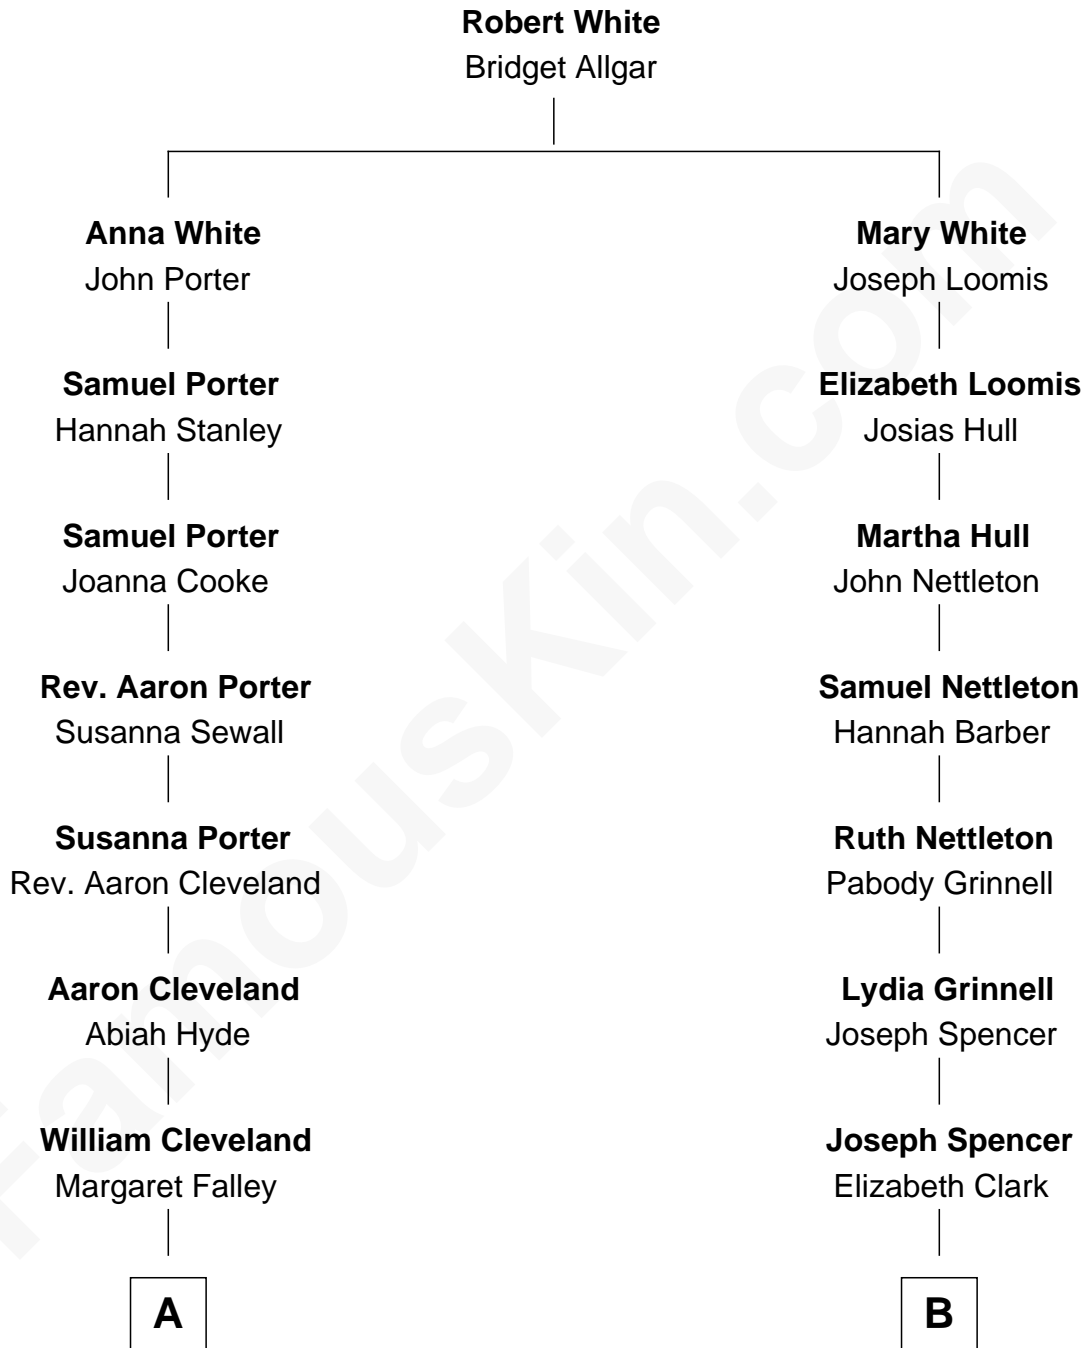 Robert White
Bridget Allgar
Anna White
John Porter
Mary White
Joseph Loomis
Samuel Porter
Hannah Stanley
Elizabeth Loomis
Josias Hull
Samuel Porter
Joanna Cooke
Martha Hull
John Nettleton
Rev. Aaron Porter
Susanna Sewall
Samuel Nettleton
Hannah Barber
Susanna Porter
Rev. Aaron Cleveland
Ruth Nettleton
Pabody Grinnell
Aaron Cleveland
Abiah Hyde
Lydia Grinnell
Joseph Spencer
William Cleveland
Margaret Falley
Joseph Spencer
Elizabeth Clark
A
B
FamousKin.com